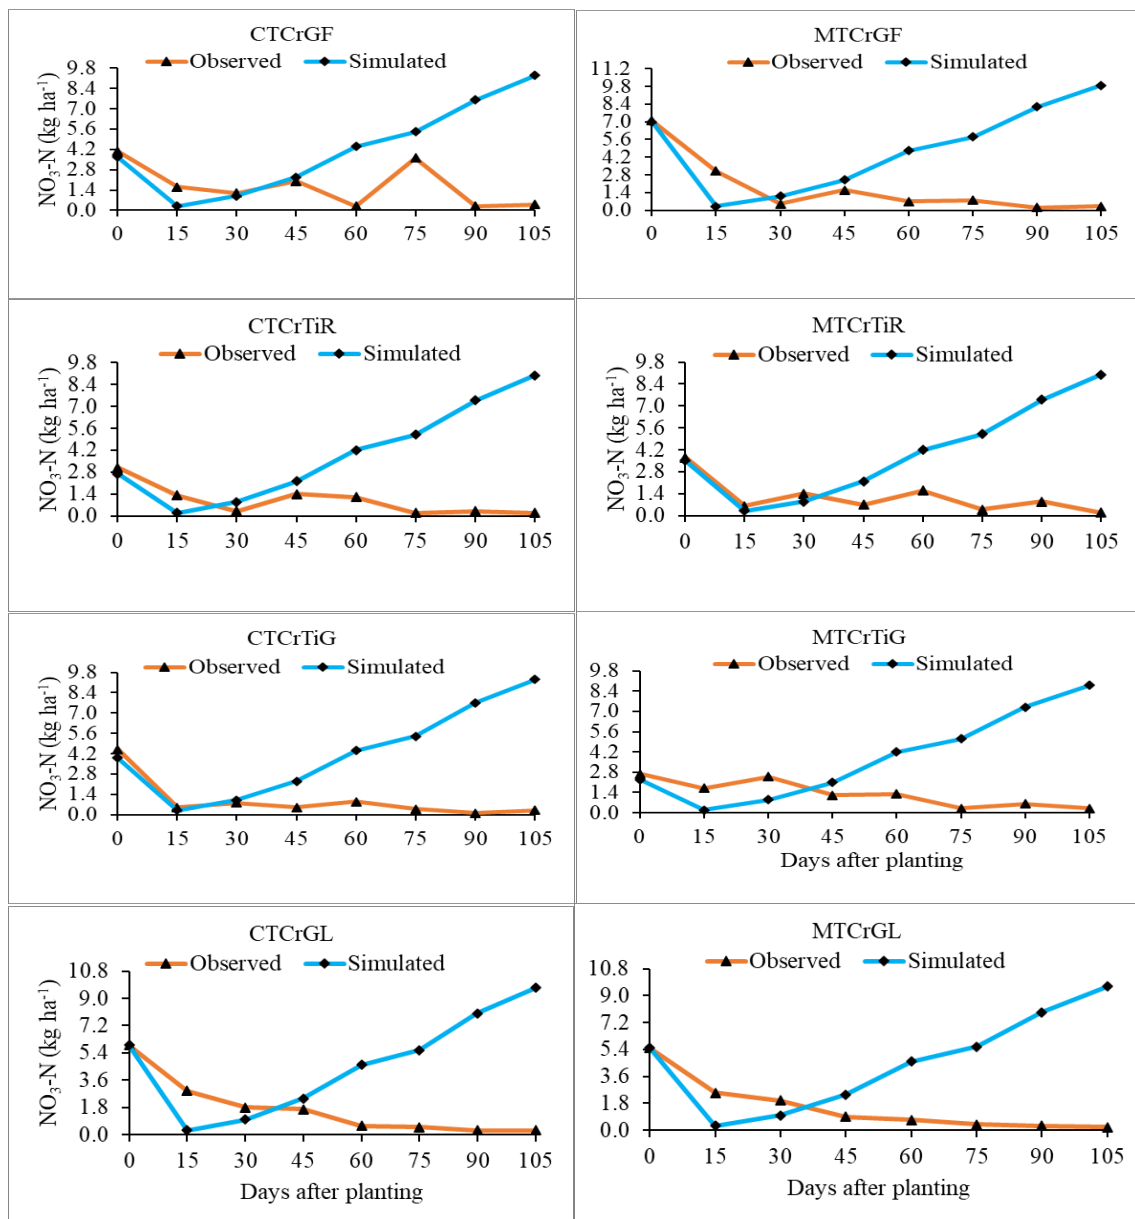 CTCrGF
Observed Simulated
NO₃-N (kg ha⁻¹)
9.8
8.4
7.0
5.6
4.2
2.8
1.4
0.0
0 15 30 45 60 75 90 105
MTCrGF
Observed Simulated
11.2
9.8
8.4
7.0
5.6
4.2
2.8
1.4
0.0
0 15 30 45 60 75 90 105
CTCrTiR
Observed Simulated
NO₃-N (kg ha⁻¹)
9.8
8.4
7.0
5.6
4.2
2.8
1.4
0.0
0 15 30 45 60 75 90 105
MTCrTiR
Observed Simulated
NO₃-N (kg ha⁻¹)
9.8
8.4
7.0
5.6
4.2
2.8
1.4
0.0
0 15 30 45 60 75 90 105
CTCrTiG
Observed Simulated
NO₃-N (kg ha⁻¹)
9.8
8.4
7.0
5.6
4.2
2.8
1.4
0.0
0 15 30 45 60 75 90 105
MTCrTiG
Observed Simulated
9.8
8.4
7.0
5.6
4.2
2.8
1.4
0.0
0 15 30 45 60 75 90 105
Days after planting
CTCrGL
Observed Simulated
NO₃-N (kg ha⁻¹)
10.8
9.0
7.2
5.4
3.6
1.8
0.0
0 15 30 45 60 75 90 105
Days after planting
MTCrGL
Observed Simulated
10.8
9.0
7.2
5.4
3.6
1.8
0.0
0 15 30 45 60 75 90 105
Days after planting